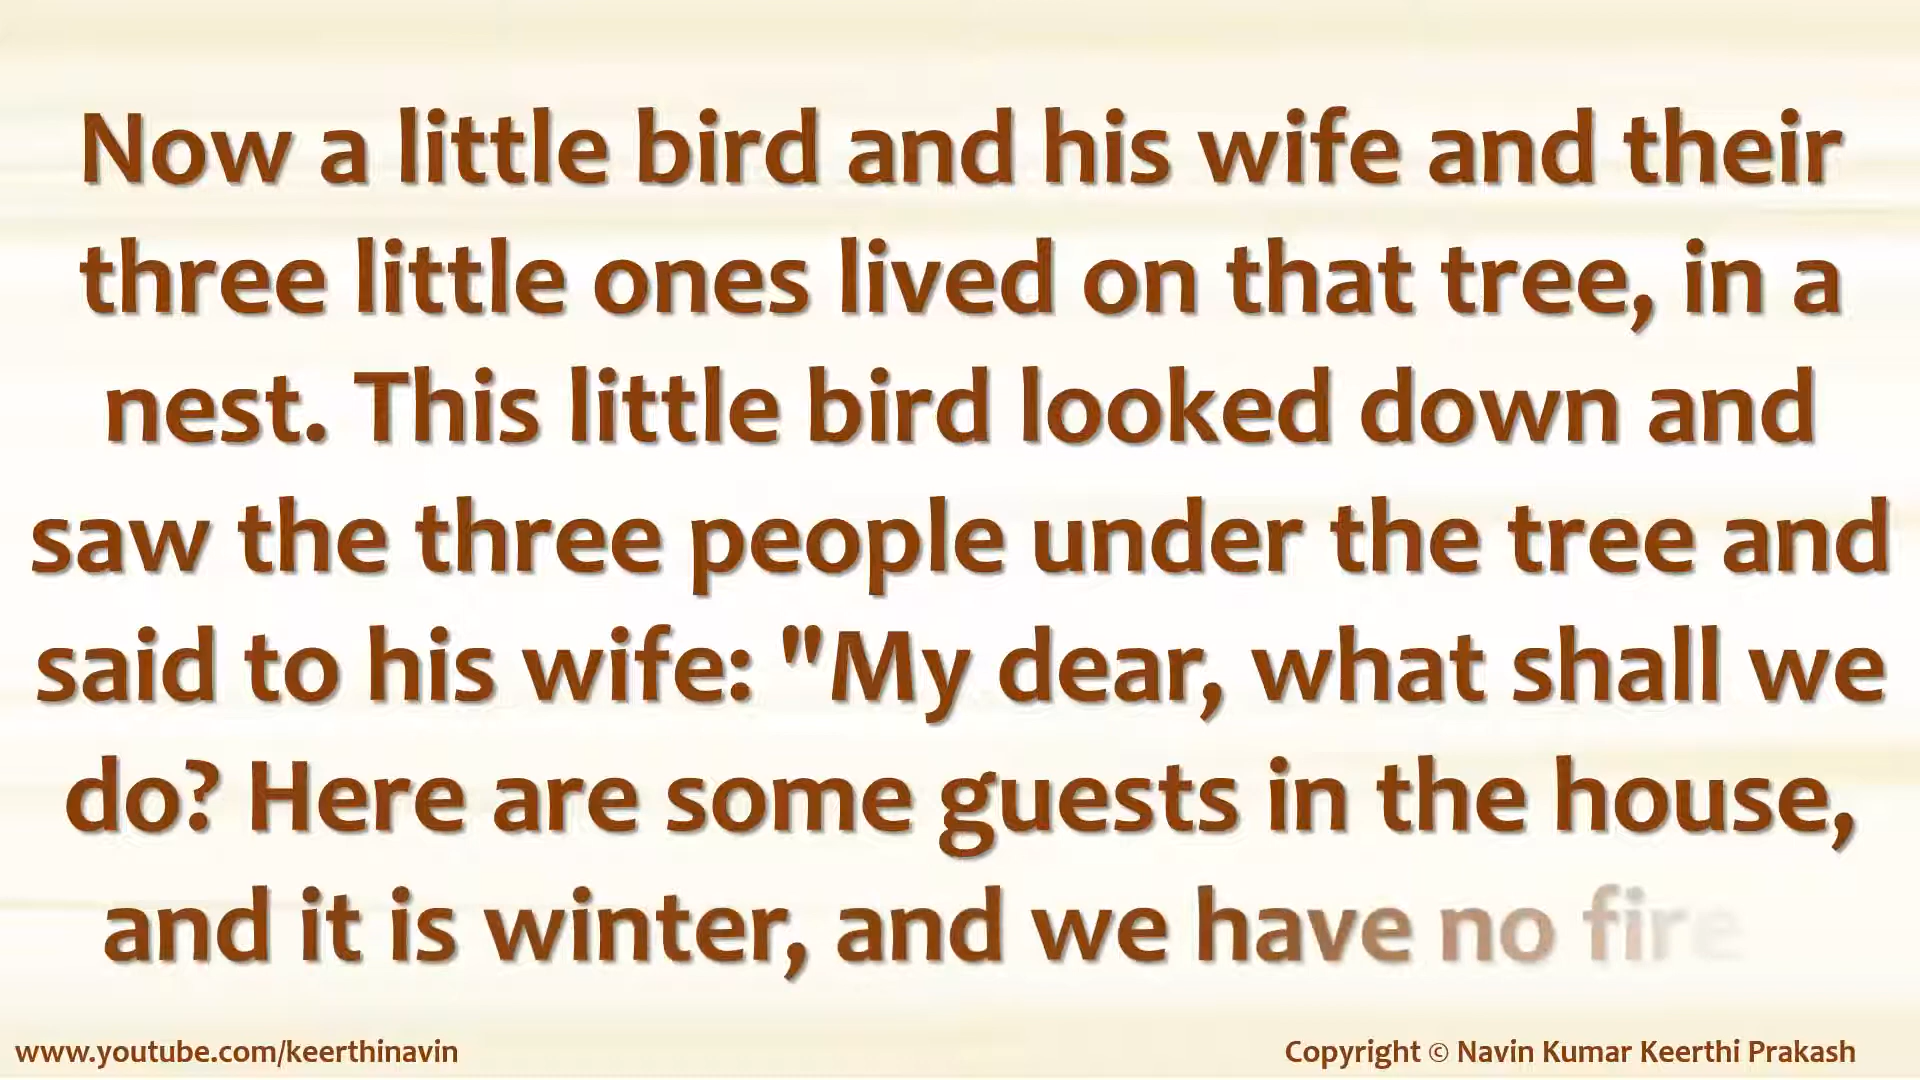 Now a little bird and his wife and their
three little ones lived on that tree, in a
nest. This little bird looked down and
saw the three people under the tree and
said to his wife: "My dear, what shall we
do? Here are some guests in the house,
and it is winter, and we have no fire
www.youtube.com/keerthinavin
Copyright © Navin Kumar Keerthi Prakash